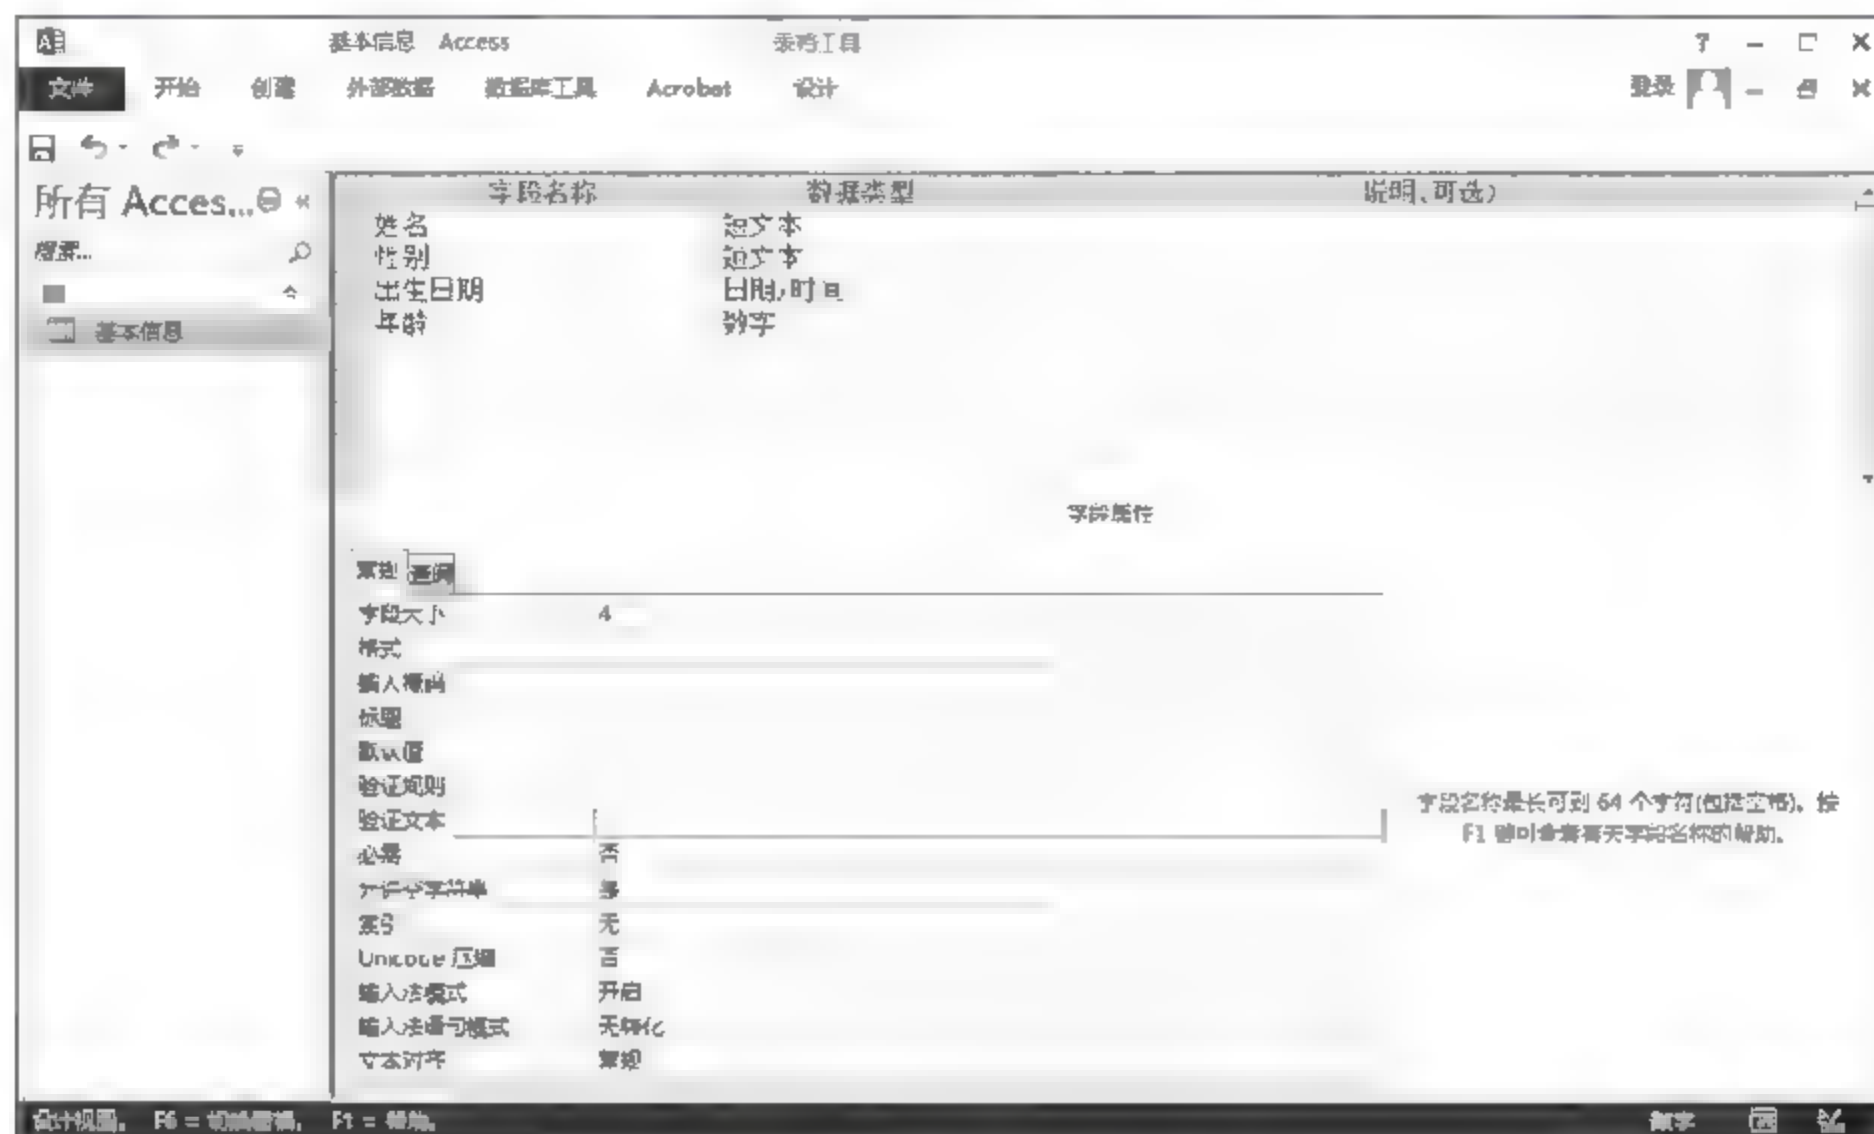 基本信息 Access 表格工具 ?
文件 开始 创建 外部数据 数据库工具 Acrobat 设计 登录
所有 Acces... «
搜索...
基本信息
字段名称 数据类型 说明(可选)
姓名 短文本
性别 短文本
出生日期 日期/时间
年龄 数字
字段属性
常规 查阅
字段大小 4
格式
输入掩码
标题
默认值
验证规则
验证文本
必需 否
允许空字符串 是
索引 无
Unicode 压缩 否
输入法模式 开启
输入法语句模式 无转化
文本对齐 常规
字段名称最长可到 64 个字符(包括空格)。按
F1 键可查看有关字段名称的帮助。
设计视图。 F6 = 切换窗格。 F1 = 帮助。 数字